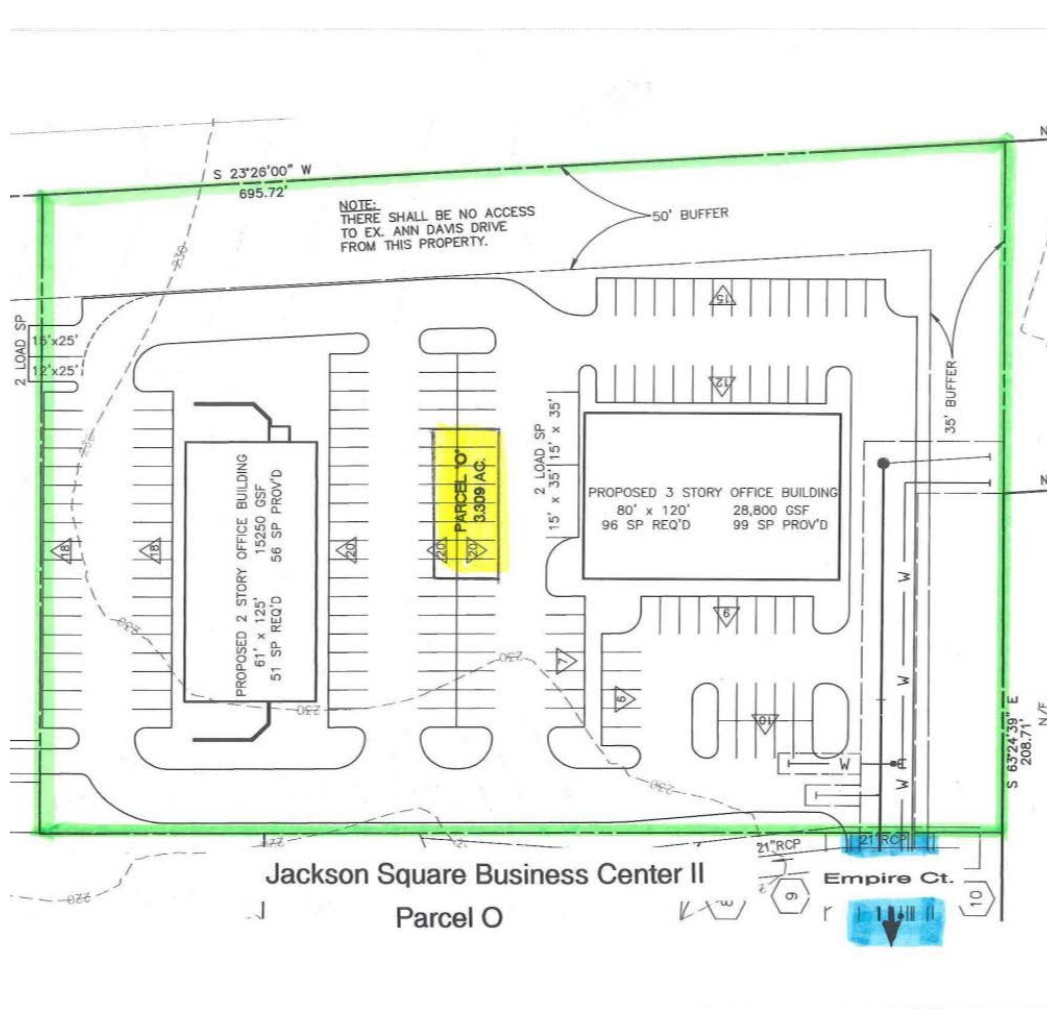 S 23°26'00" W
695.72'
NOTE:
THERE SHALL BE NO ACCESS
TO EX. ANN DAVIS DRIVE
FROM THIS PROPERTY.
50' BUFFER
35' BUFFER
230
2 LOAD SP
15'x25'
12'x25'
15
12
2 LOAD SP
15' x 35' 15' x 35'
PARCEL 'O'
3.309 AC.
PROPOSED 3 STORY OFFICE BUILDING
80' x 120' 28,800 GSF
96 SP REQ'D 99 SP PROV'D
PROPOSED 2 STORY OFFICE BUILDING
61' x 125' 15250 GSF
51 SP REQ'D 56 SP PROV'D
18
18
20
20
20
230
230
230
230
7
10
W
W
W
W
S 63°24'39" E
208.71'
N/F
21"RCP
21"RCP
Jackson Square Business Center II
Parcel O
Empire Ct.
220
10